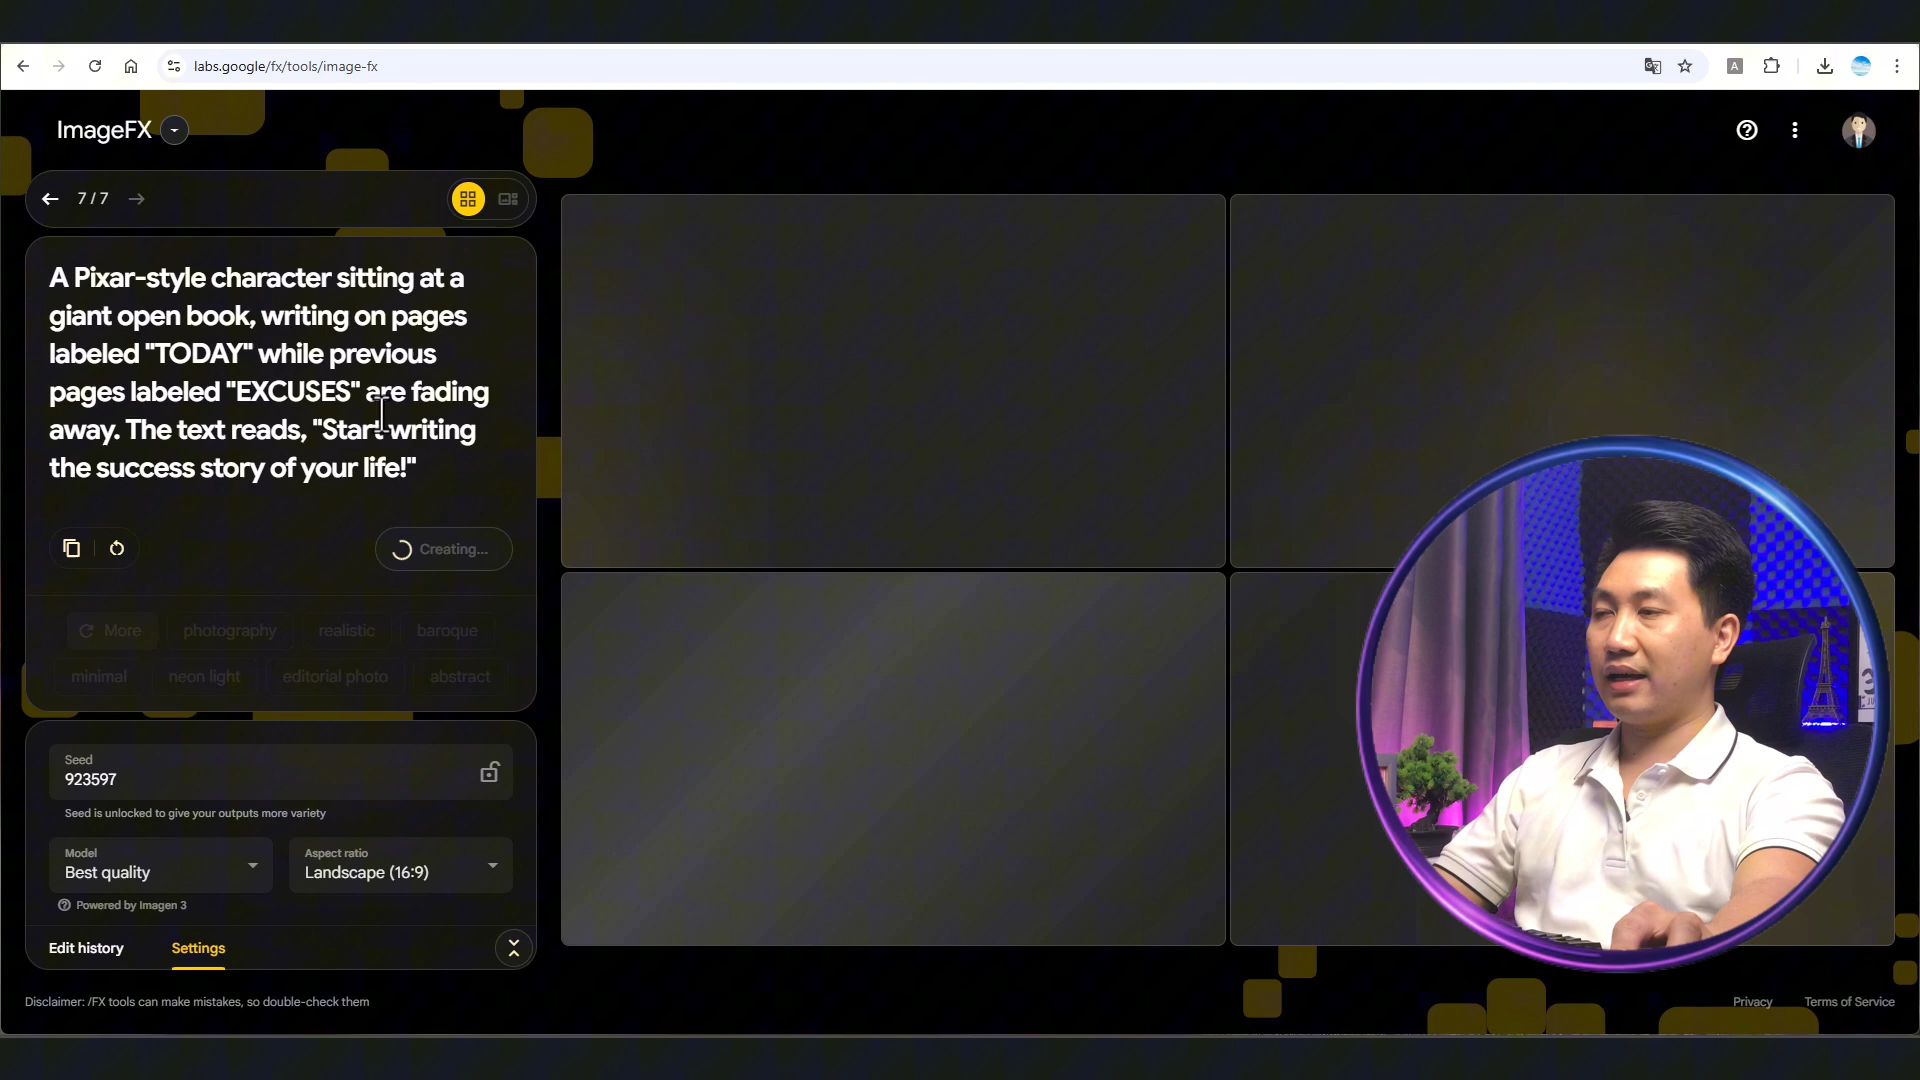 labs.google/fx/tools/image-fx
A
ImageFX
7 / 7
A Pixar-style character sitting at a
giant open book, writing on pages
labeled "TODAY" while previous
pages labeled "EXCUSES" are fading
away. The text reads, "Start writing
the success story of your life!"
Creating...
More photography realistic baroque
minimal neon light editorial photo abstract
Seed
923597
Seed is unlocked to give your outputs more variety
Model
Best quality
Aspect ratio
Landscape (16:9)
Powered by Imagen 3
Edit history Settings
Disclaimer: /FX tools can make mistakes, so double-check them
Privacy Terms of Service